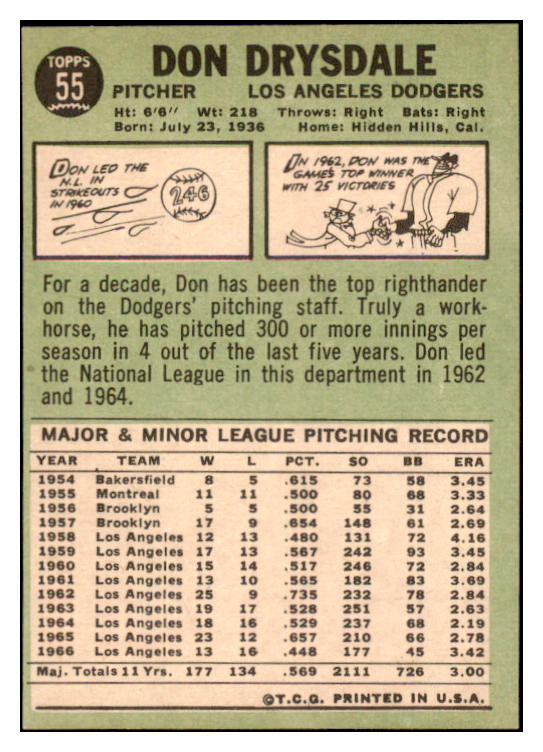 TOPPS
55
DON DRYSDALE
PITCHER LOS ANGELES DODGERS
Ht: 6'6" Wt: 218 Throws: Right Bats: Right
Born: July 23, 1936 Home: Hidden Hills, Cal.
DON LED THE
N.L. IN
STRIKEOUTS
IN 1960
246
IN 1962, DON WAS THE
GAME'S TOP WINNER
WITH 25 VICTORIES
For a decade, Don has been the top righthander
on the Dodgers' pitching staff. Truly a work-
horse, he has pitched 300 or more innings per
season in 4 out of the last five years. Don led
the National League in this department in 1962
and 1964.
MAJOR & MINOR LEAGUE PITCHING RECORD
YEAR TEAM W L PCT. SO BB ERA
1954 Bakersfield 8 5 .615 73 58 3.45
1955 Montreal 11 11 .500 80 68 3.33
1956 Brooklyn 5 5 .500 55 31 2.64
1957 Brooklyn 17 9 .654 148 61 2.69
1958 Los Angeles 12 13 .480 131 72 4.16
1959 Los Angeles 17 13 .567 242 93 3.45
1960 Los Angeles 15 14 .517 246 72 2.84
1961 Los Angeles 13 10 .565 182 83 3.69
1962 Los Angeles 25 9 .735 232 78 2.84
1963 Los Angeles 19 17 .528 251 57 2.63
1964 Los Angeles 18 16 .529 237 68 2.19
1965 Los Angeles 23 12 .657 210 66 2.78
1966 Los Angeles 13 16 .448 177 45 3.42
Maj. Totals 11 Yrs. 177 134 .569 2111 726 3.00
©T.C.G. PRINTED IN U.S.A.